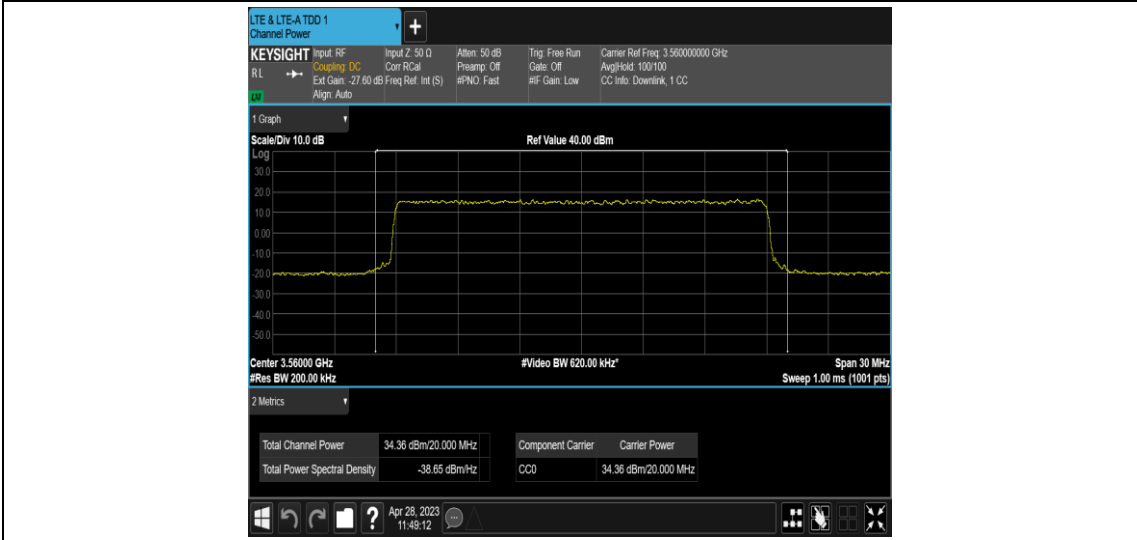 LTE & LTE-A TDD 1
Channel Power
KEYSIGHT
RL
LXI
Input: RF
Coupling: DC
Ext Gain: -27.60 dB
Align: Auto
Input Z: 50 Ω
Corr RCal
Freq Ref: Int (S)
Atten: 50 dB
Preamp: Off
#PNO: Fast
Trig: Free Run
Gate: Off
#IF Gain: Low
Carrier Ref Freq: 3.560000000 GHz
Avg|Hold: 100/100
CC Info: Downlink, 1 CC
1 Graph
Scale/Div 10.0 dB
Ref Value 40.00 dBm
Log
30.0
20.0
10.0
0.00
-10.0
-20.0
-30.0
-40.0
-50.0
Center 3.56000 GHz
#Video BW 620.00 kHz*
Span 30 MHz
#Res BW 200.00 kHz
Sweep 1.00 ms (1001 pts)
2 Metrics
Total Channel Power 34.36 dBm/20.000 MHz
Total Power Spectral Density -38.65 dBm/Hz
Component Carrier Carrier Power
CC0 34.36 dBm/20.000 MHz
?
Apr 28, 2023
11:49:12